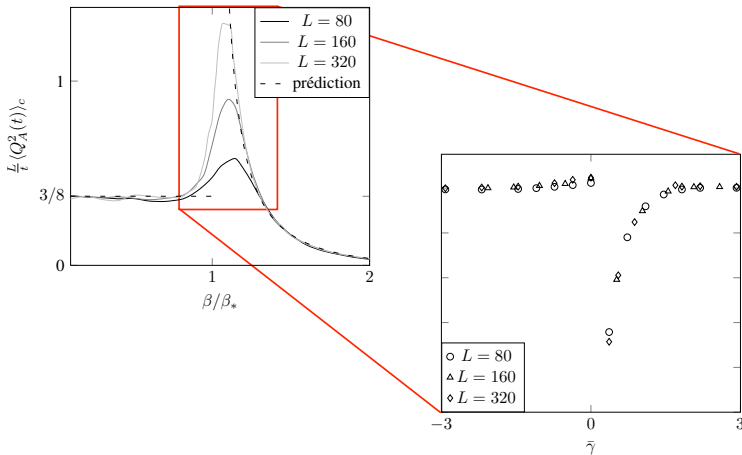 L = 80
L = 160
L = 320
prédiction
1
3/8
0
1
2
β/β*
L/t ⟨Q_A^2(t)⟩_c
L = 80
L = 160
L = 320
−3
0
3
γ̄